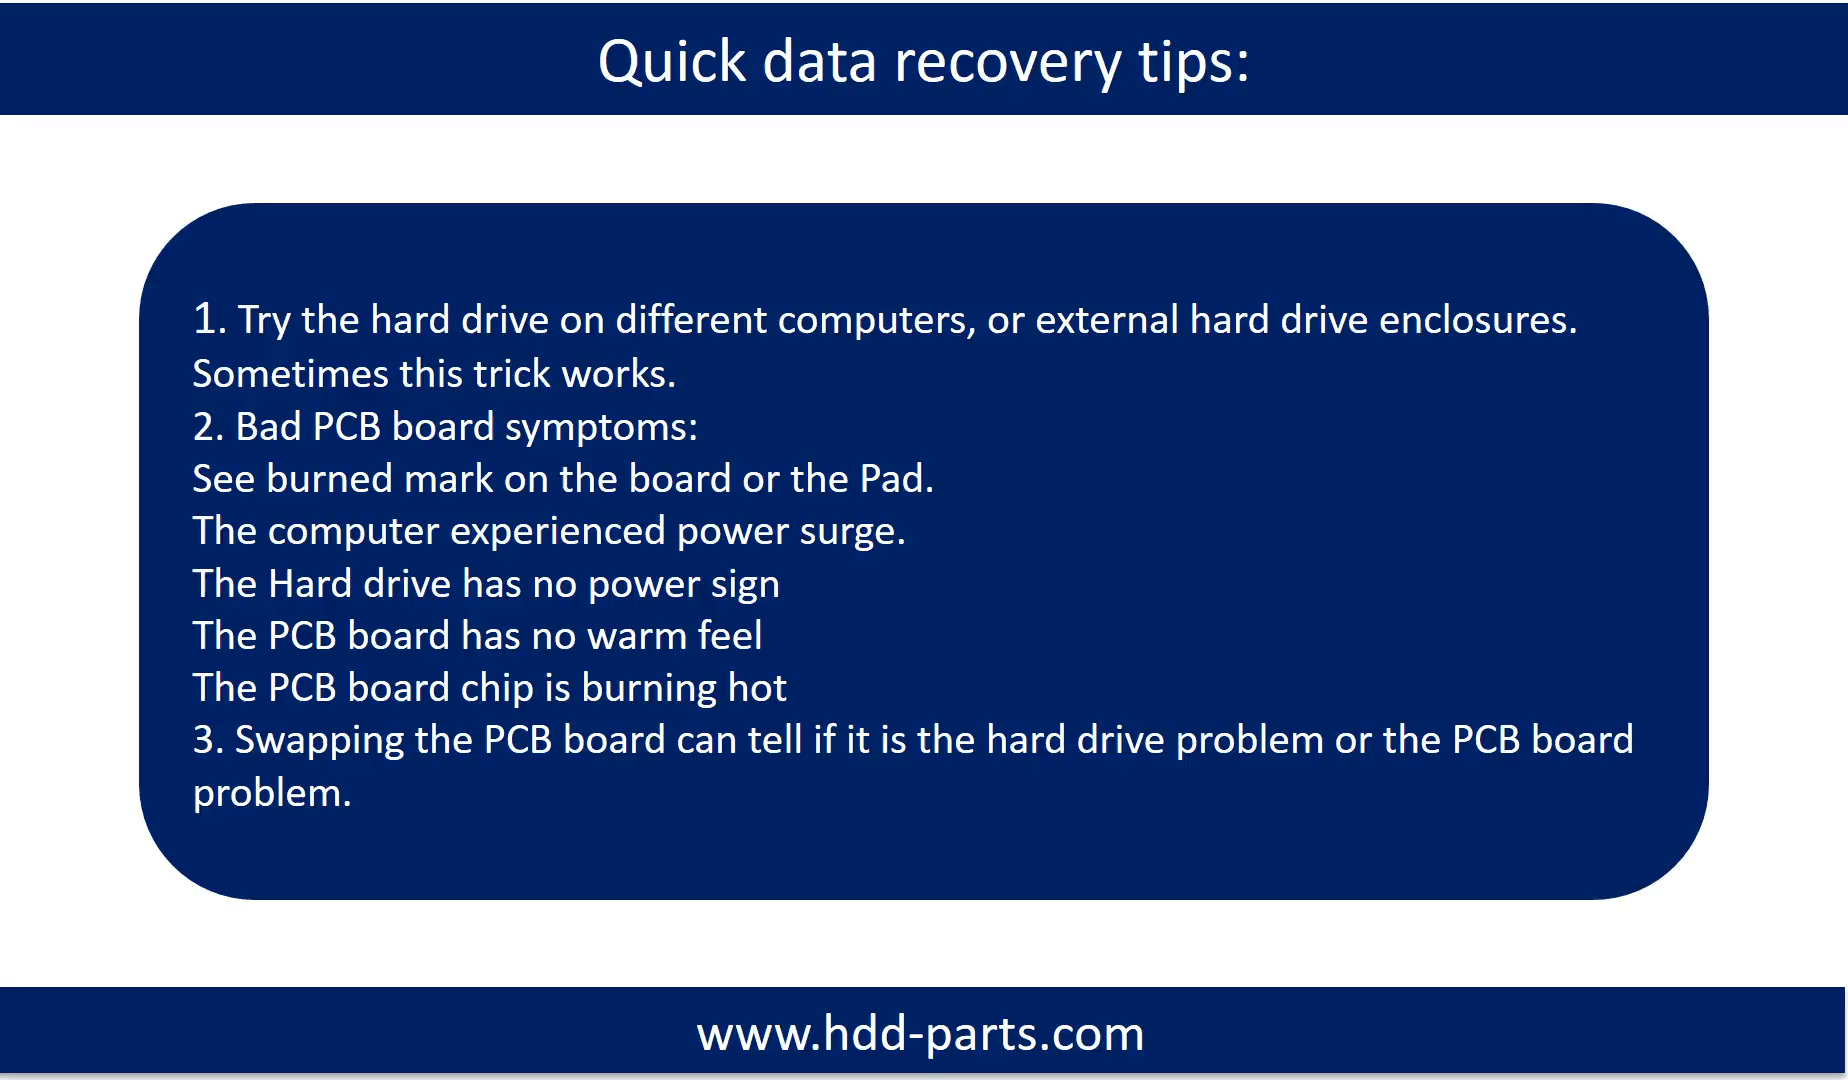 Quick data recovery tips:
1. Try the hard drive on different computers, or external hard drive enclosures.
Sometimes this trick works.
2. Bad PCB board symptoms:
See burned mark on the board or the Pad.
The computer experienced power surge.
The Hard drive has no power sign
The PCB board has no warm feel
The PCB board chip is burning hot
3. Swapping the PCB board can tell if it is the hard drive problem or the PCB board
problem.
www.hdd-parts.com